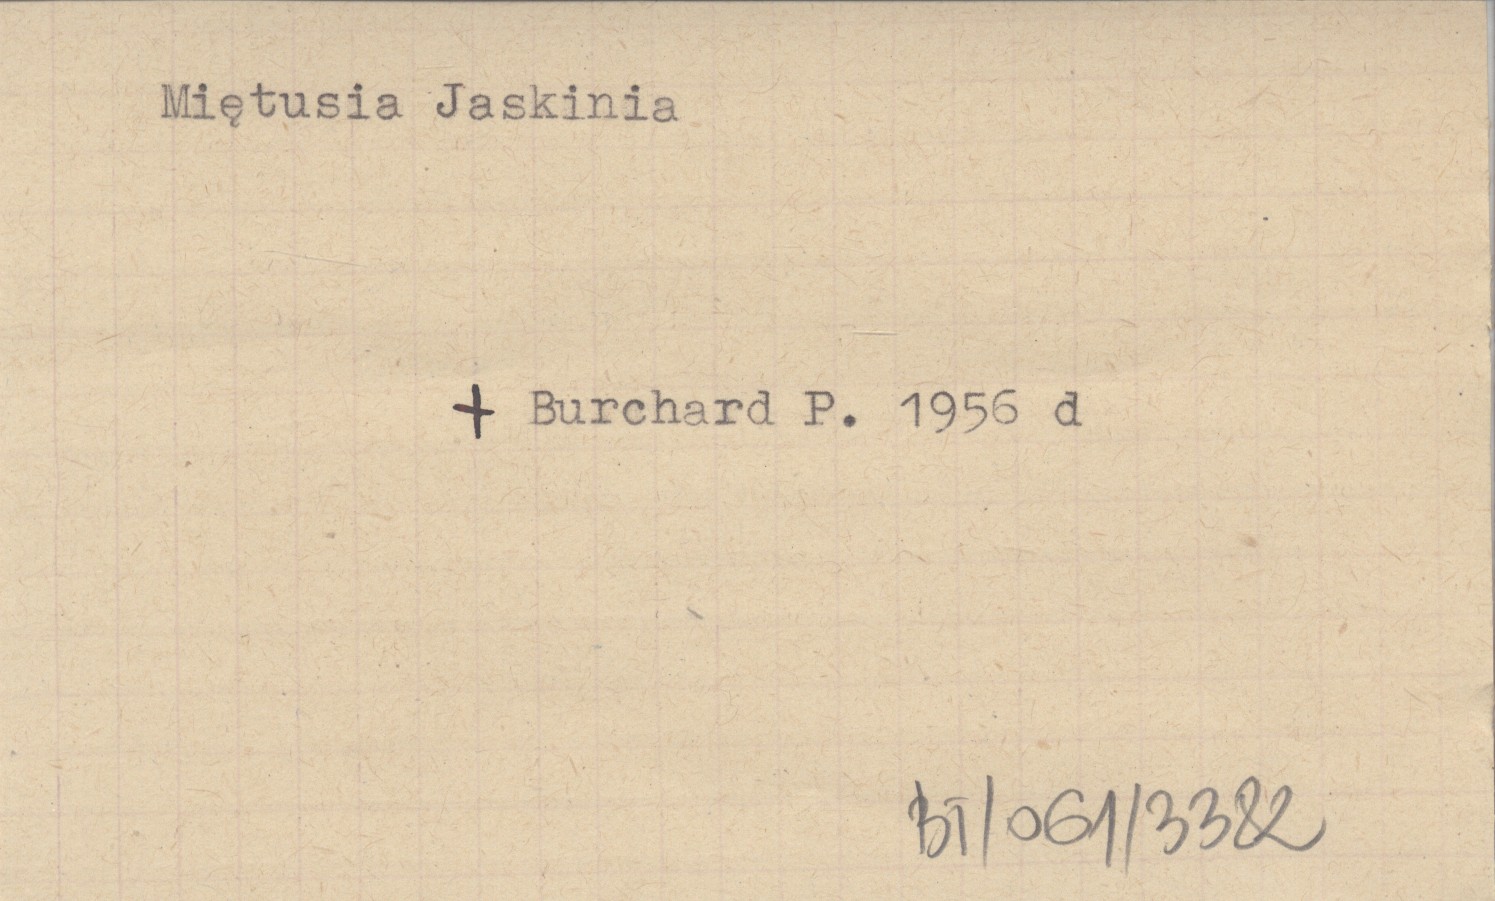 Miętusia Jaskinia
+ Burchard P. 1956 d
BT/061/3382